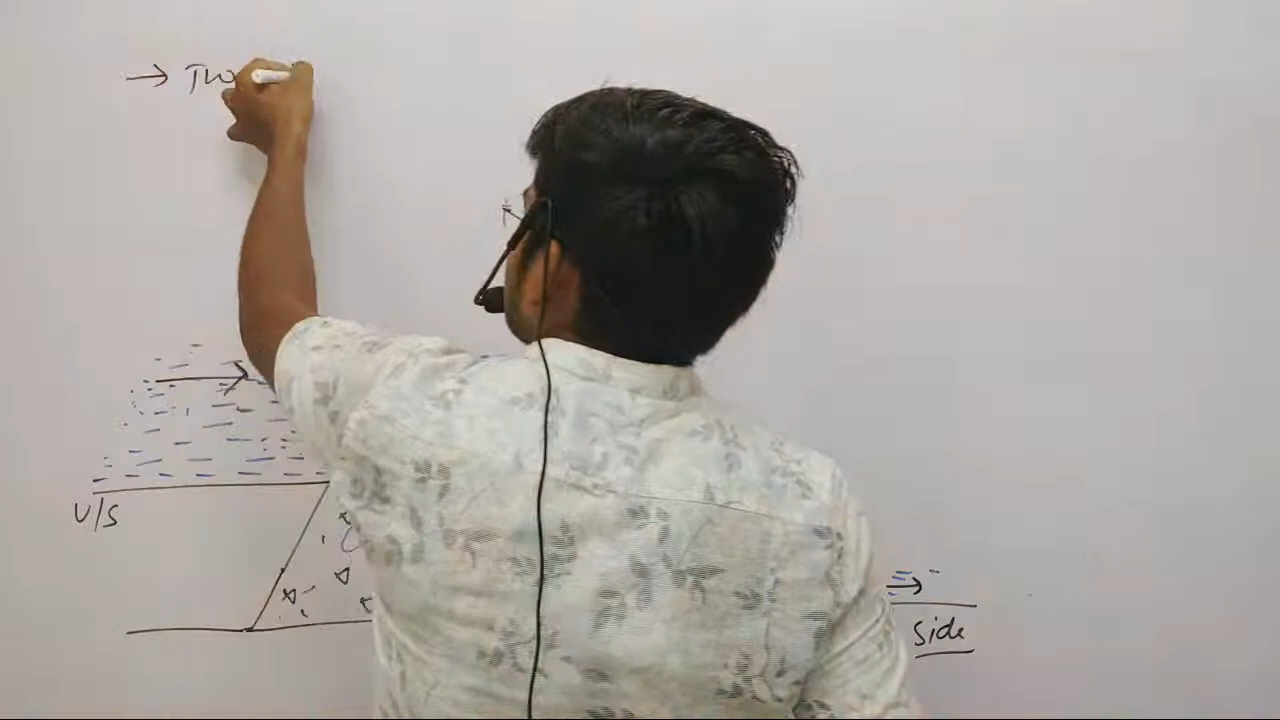 → Two
U/S
Side